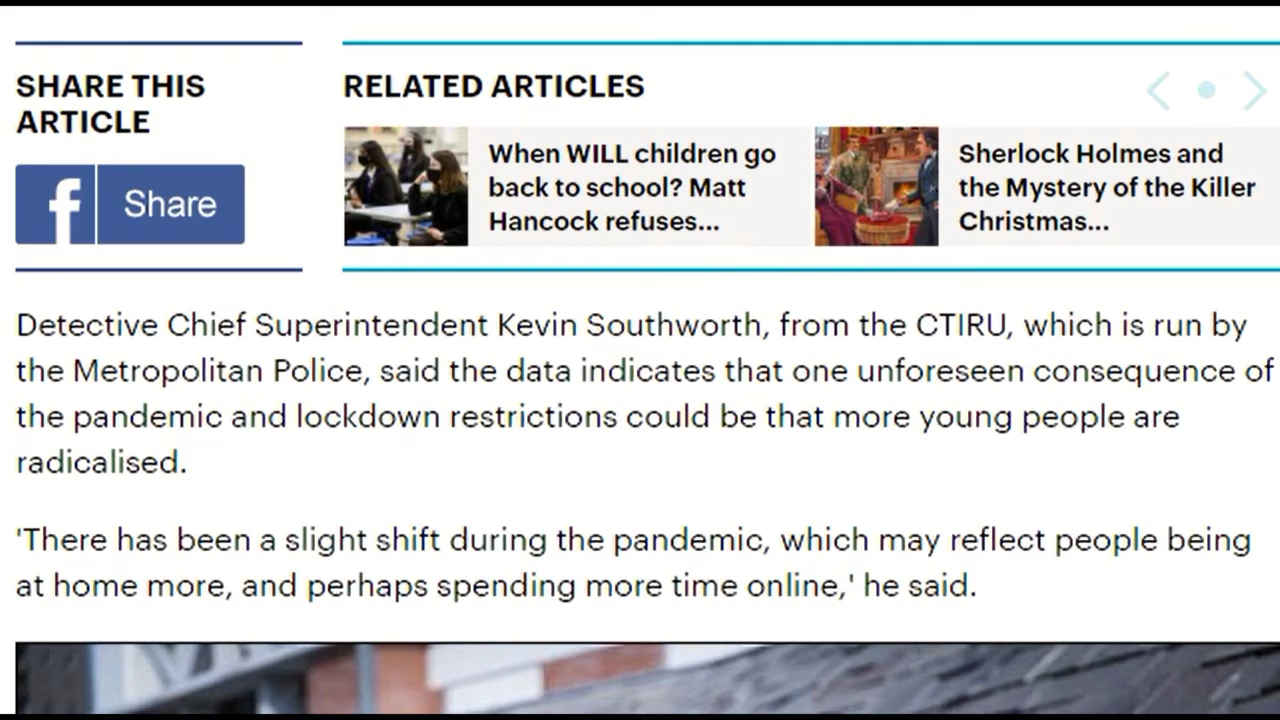 SHARE THIS
ARTICLE
f Share
RELATED ARTICLES
When WILL children go
back to school? Matt
Hancock refuses...
Sherlock Holmes and
the Mystery of the Killer
Christmas...
Detective Chief Superintendent Kevin Southworth, from the CTIRU, which is run by
the Metropolitan Police, said the data indicates that one unforeseen consequence of
the pandemic and lockdown restrictions could be that more young people are
radicalised.
'There has been a slight shift during the pandemic, which may reflect people being
at home more, and perhaps spending more time online,' he said.